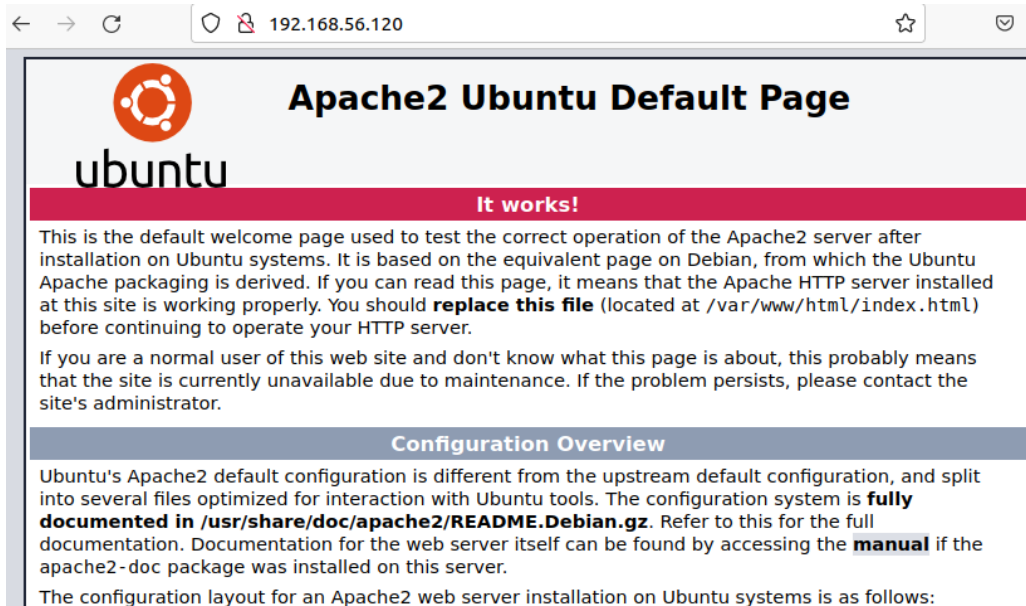 192.168.56.120
Apache2 Ubuntu Default Page
ubuntu
It works!
This is the default welcome page used to test the correct operation of the Apache2 server after
installation on Ubuntu systems. It is based on the equivalent page on Debian, from which the Ubuntu
Apache packaging is derived. If you can read this page, it means that the Apache HTTP server installed
at this site is working properly. You should replace this file (located at /var/www/html/index.html)
before continuing to operate your HTTP server.
If you are a normal user of this web site and don't know what this page is about, this probably means
that the site is currently unavailable due to maintenance. If the problem persists, please contact the
site's administrator.
Configuration Overview
Ubuntu's Apache2 default configuration is different from the upstream default configuration, and split
into several files optimized for interaction with Ubuntu tools. The configuration system is fully
documented in /usr/share/doc/apache2/README.Debian.gz. Refer to this for the full
documentation. Documentation for the web server itself can be found by accessing the manual if the
apache2-doc package was installed on this server.
The configuration layout for an Apache2 web server installation on Ubuntu systems is as follows: